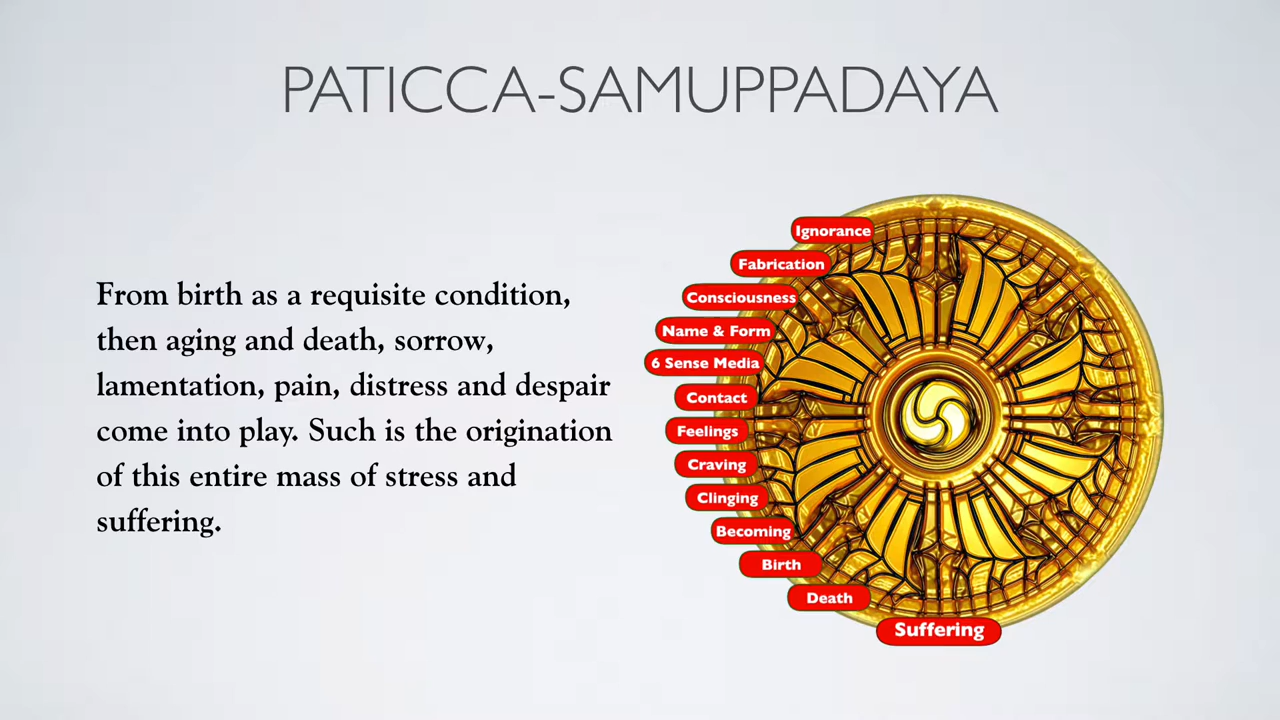 PATICCA-SAMUPPADAYA
From birth as a requisite condition,
then aging and death, sorrow,
lamentation, pain, distress and despair
come into play. Such is the origination
of this entire mass of stress and
suffering.
Ignorance
Fabrication
Consciousness
Name & Form
6 Sense Media
Contact
Feelings
Craving
Clinging
Becoming
Birth
Death
Suffering